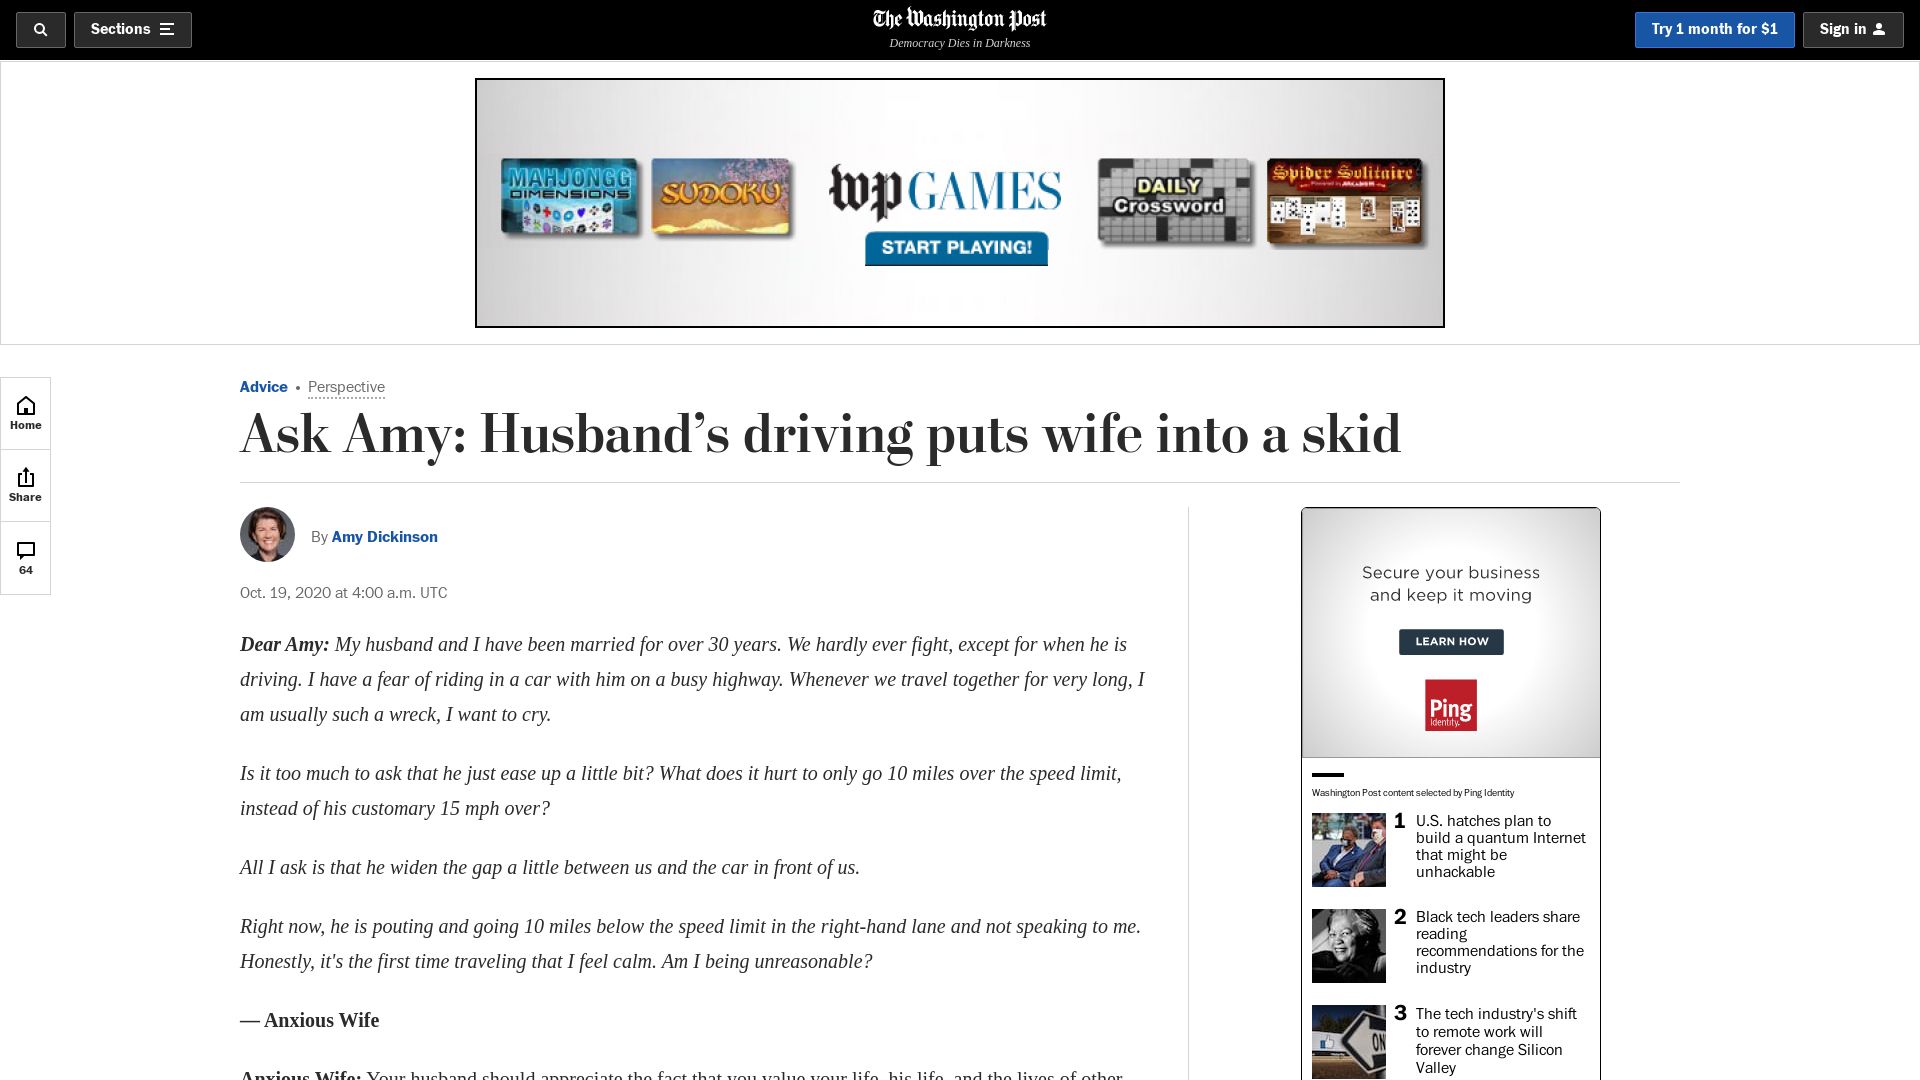 Sections
The Washington Post
Democracy Dies in Darkness
Try 1 month for $1
Sign in
MAHJONGG
DIMENSIONS
SUDOKU
wp GAMES
START PLAYING!
DAILY
Crossword
Spider Solitaire
Home
Share
64
Advice • Perspective
Ask Amy: Husband’s driving puts wife into a skid
By Amy Dickinson
Oct. 19, 2020 at 4:00 a.m. UTC
Dear Amy: My husband and I have been married for over 30 years. We hardly ever fight, except for when he is
driving. I have a fear of riding in a car with him on a busy highway. Whenever we travel together for very long, I
am usually such a wreck, I want to cry.
Is it too much to ask that he just ease up a little bit? What does it hurt to only go 10 miles over the speed limit,
instead of his customary 15 mph over?
All I ask is that he widen the gap a little between us and the car in front of us.
Right now, he is pouting and going 10 miles below the speed limit in the right-hand lane and not speaking to me.
Honestly, it's the first time traveling that I feel calm. Am I being unreasonable?
— Anxious Wife
Anxious Wife: Your husband should appreciate the fact that you value your life, his life, and the lives of other
Secure your business
and keep it moving
LEARN HOW
Ping
Identity.
Washington Post content selected by Ping Identity
1 U.S. hatches plan to
build a quantum Internet
that might be
unhackable
2 Black tech leaders share
reading
recommendations for the
industry
3 The tech industry's shift
to remote work will
forever change Silicon
Valley